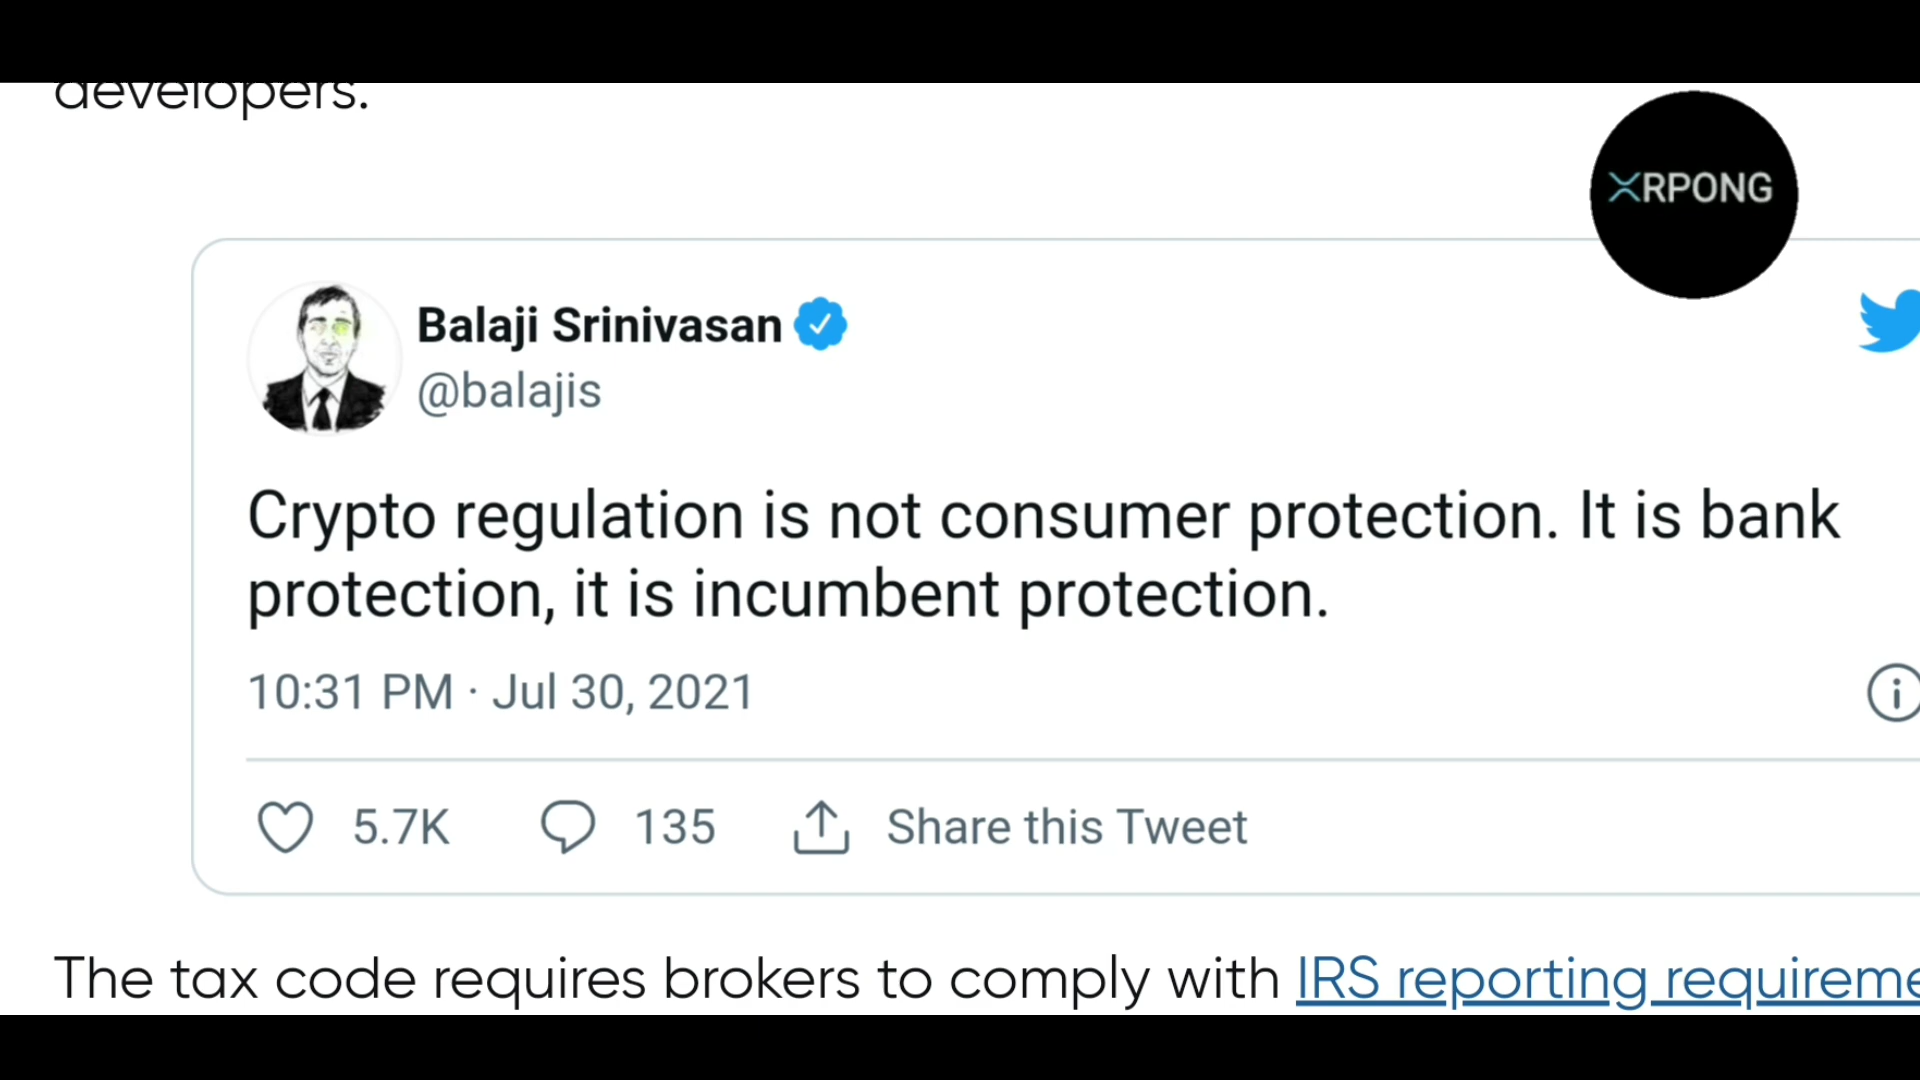 developers.
XRPONG
Balaji Srinivasan
@balajis
Crypto regulation is not consumer protection. It is bank
protection, it is incumbent protection.
10:31 PM · Jul 30, 2021
5.7K 135 Share this Tweet
The tax code requires brokers to comply with IRS reporting